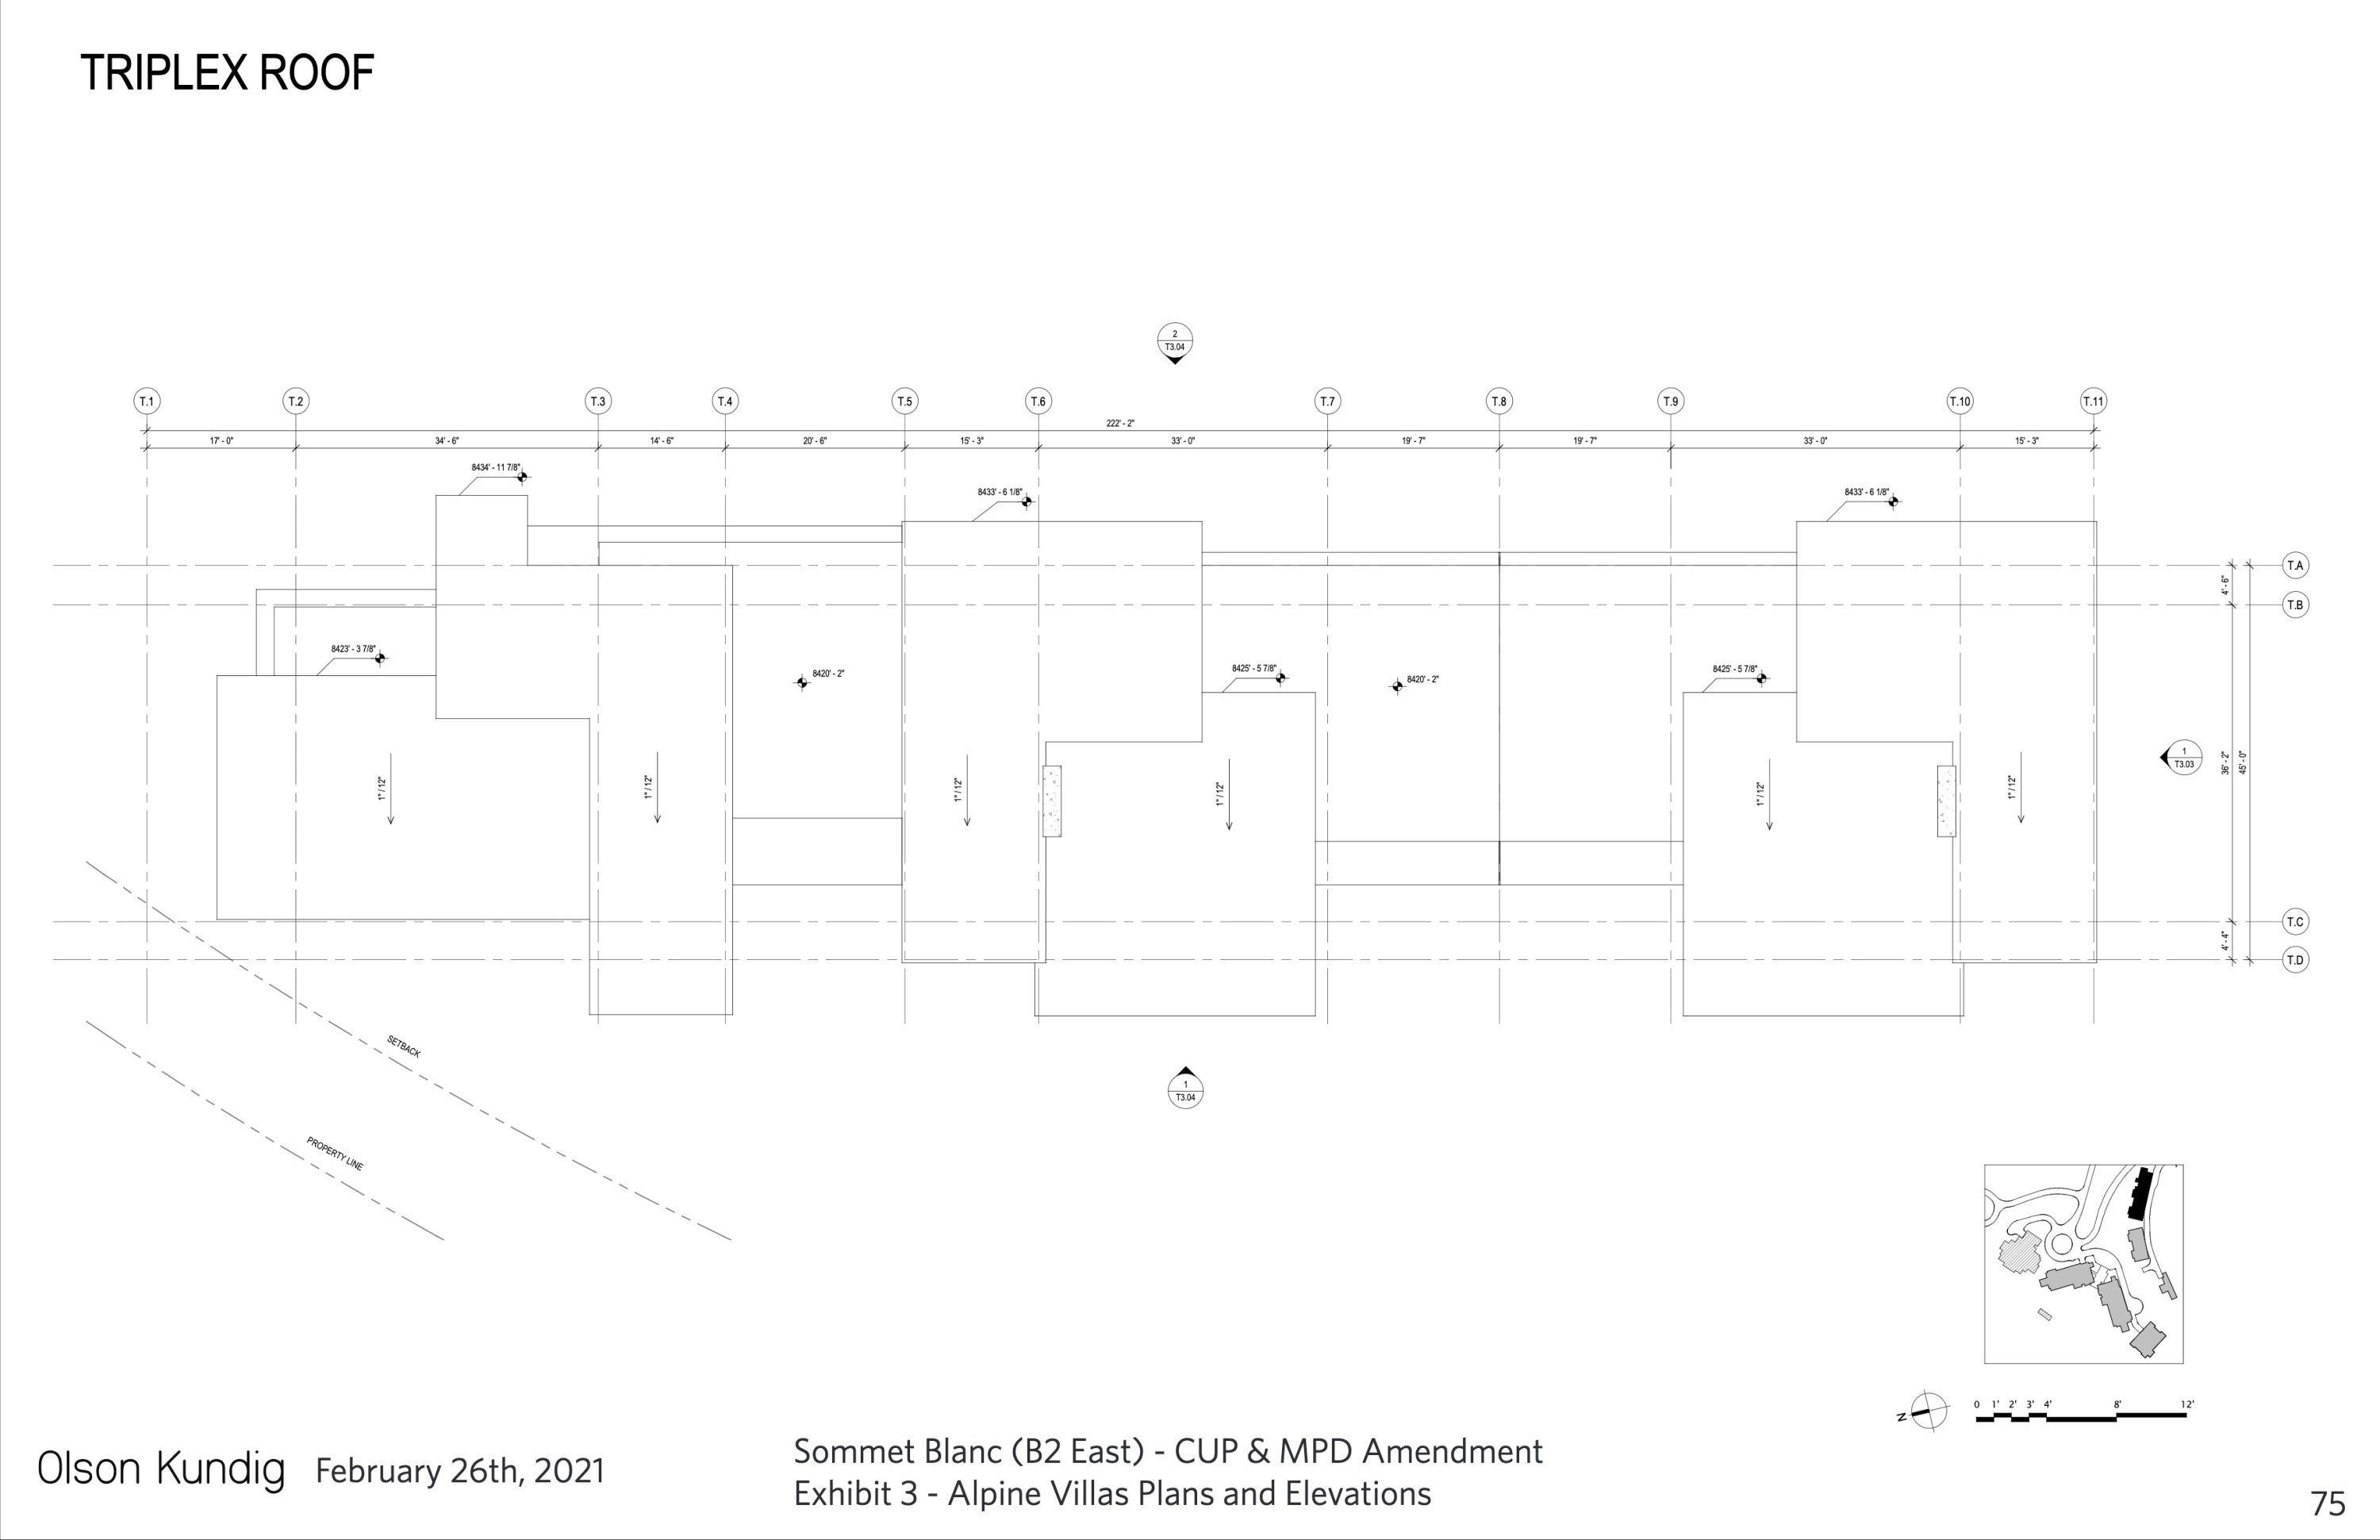 TRIPLEX ROOF
2
T3.04
T.1
T.2
T.3
T.4
T.5
T.6
T.7
T.8
T.9
T.10
T.11
222' - 2"
17' - 0"
34' - 6"
14' - 6"
20' - 6"
15' - 3"
33' - 0"
19' - 7"
19' - 7"
33' - 0"
15' - 3"
8434' - 11 7/8"
8433' - 6 1/8"
8433' - 6 1/8"
T.A
4' - 6"
T.B
8423' - 3 7/8"
8420' - 2"
8425' - 5 7/8"
8420' - 2"
8425' - 5 7/8"
1
T3.03
36' - 2"
45' - 0"
1" / 12"
1" / 12"
1" / 12"
1" / 12"
1" / 12"
1" / 12"
T.C
4' - 4"
T.D
SETBACK
1
T3.04
PROPERTY LINE
N
0 1' 2' 3' 4' 8' 12'
Olson Kundig February 26th, 2021
Sommet Blanc (B2 East) - CUP & MPD Amendment
Exhibit 3 - Alpine Villas Plans and Elevations
75